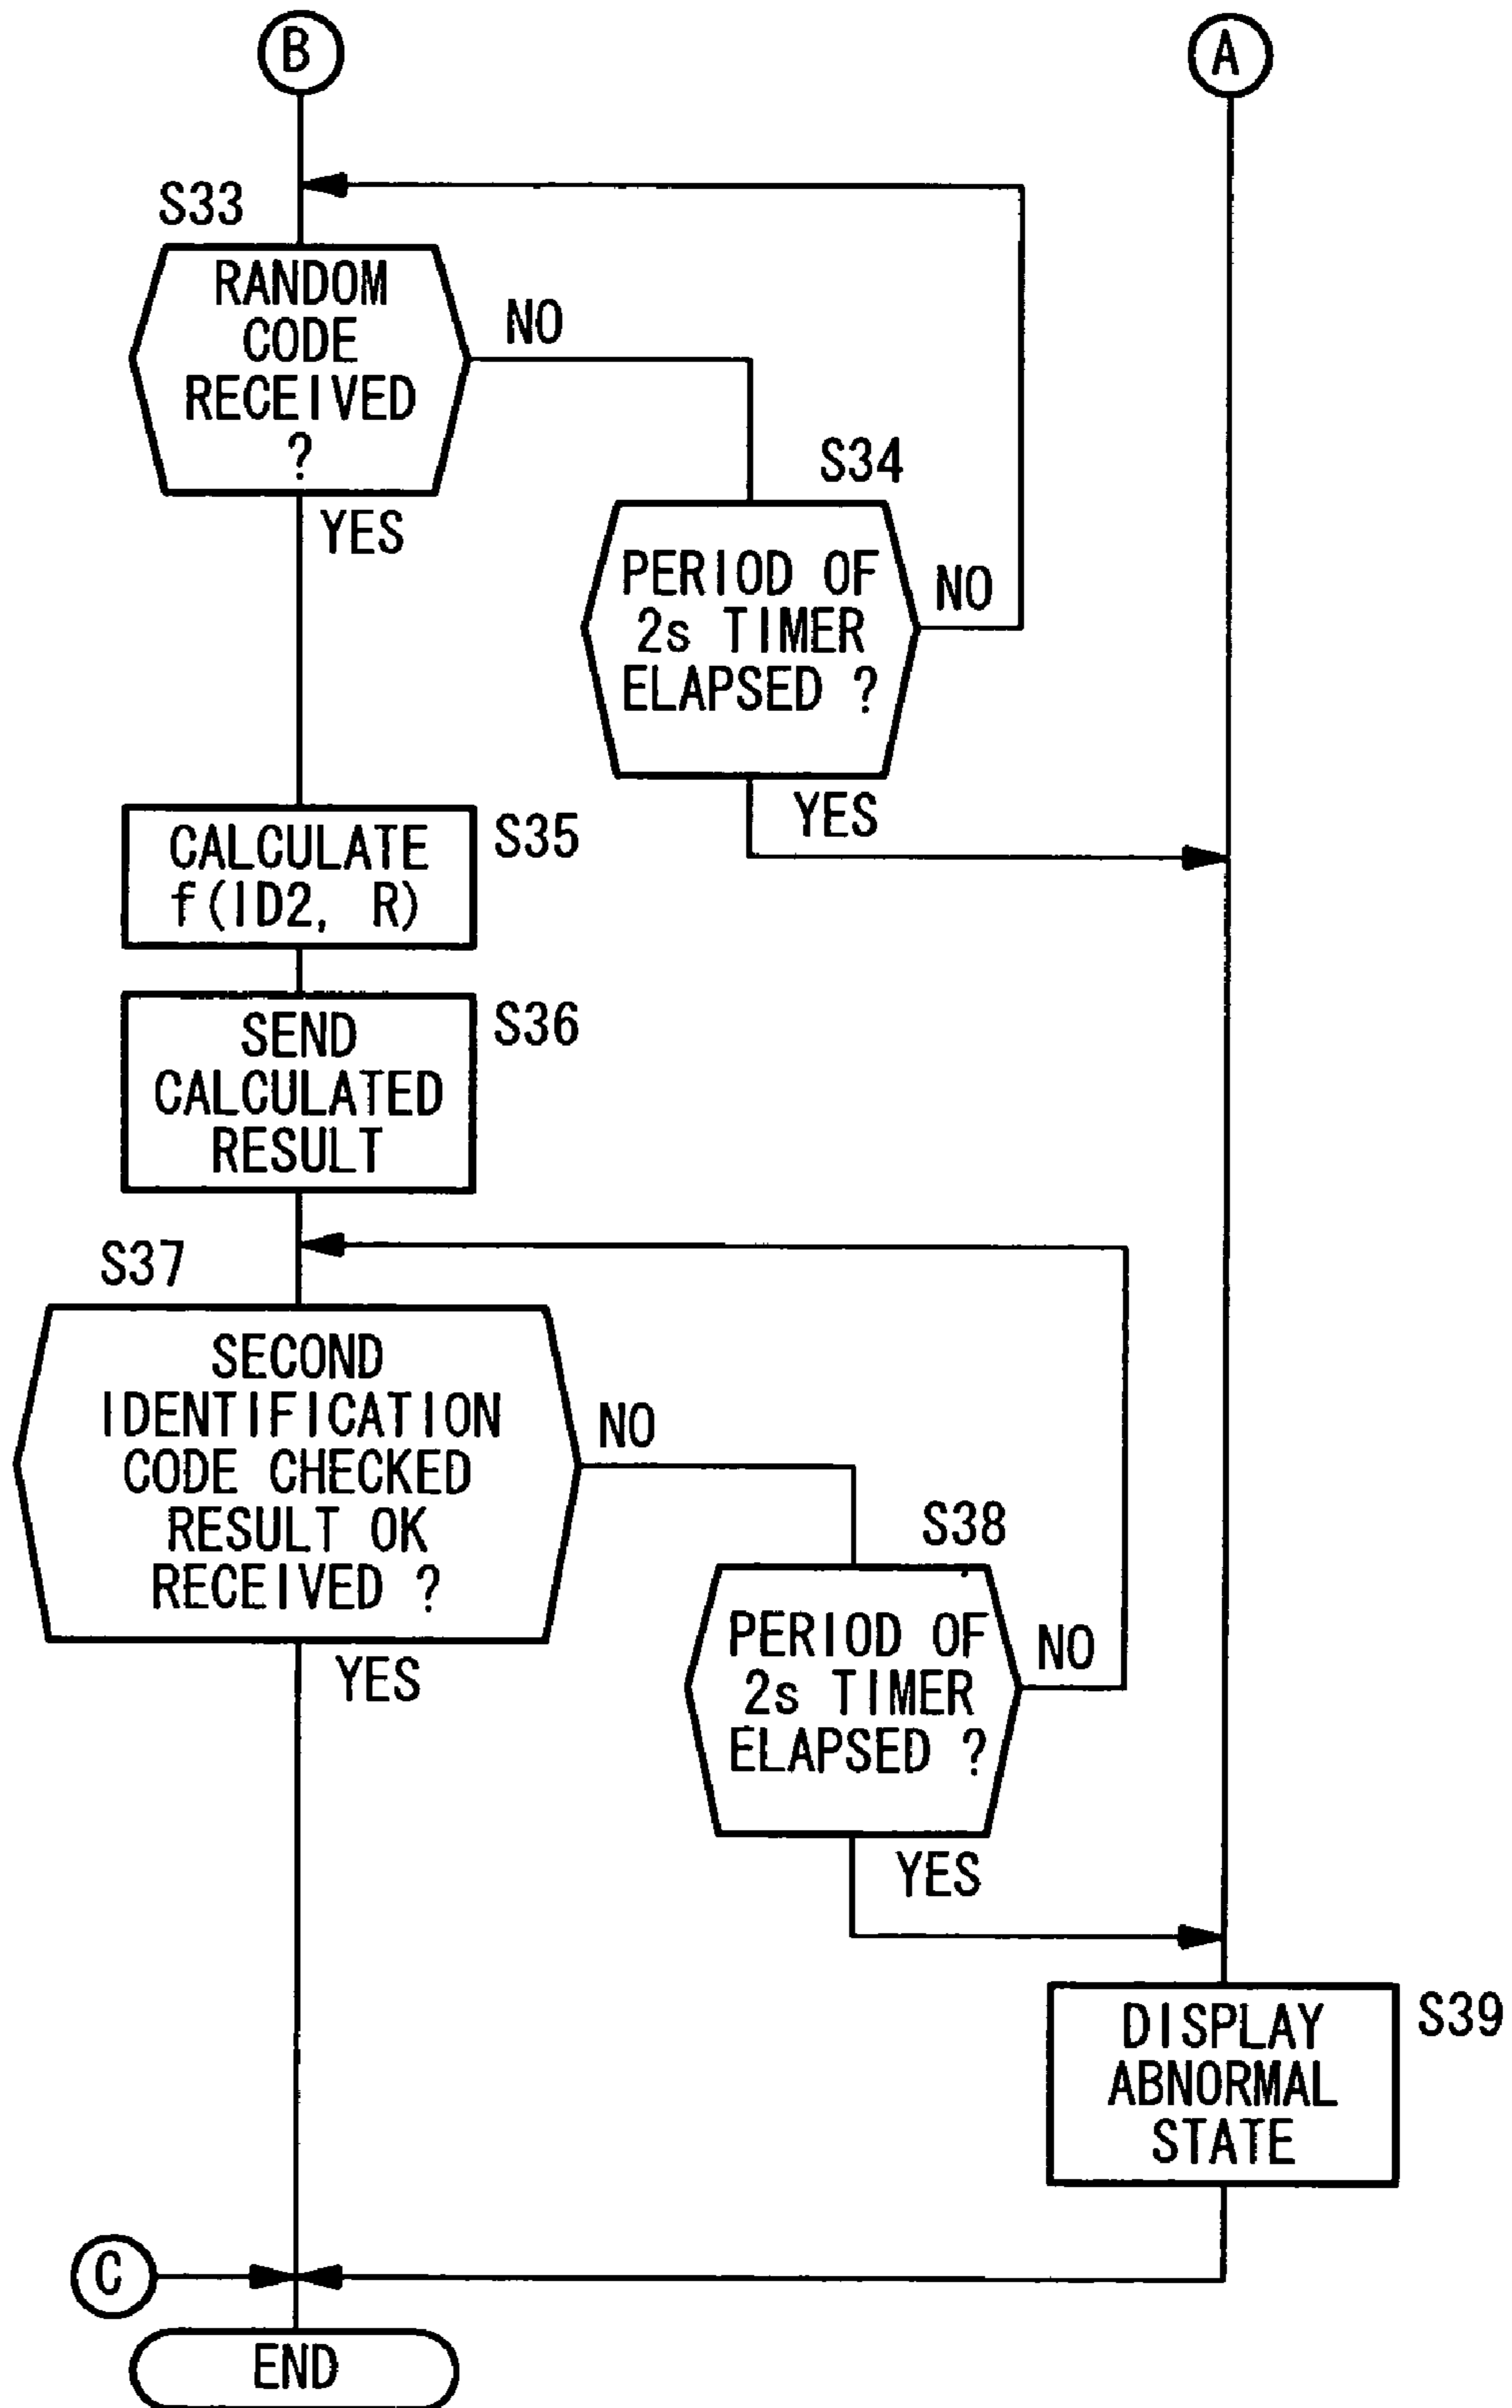 B
A
S33
RANDOM
CODE
RECEIVED
?
NO
YES
S34
PERIOD OF
2s TIMER
ELAPSED ?
NO
YES
CALCULATE
f(ID2, R)
S35
SEND
CALCULATED
RESULT
S36
S37
SECOND
IDENTIFICATION
CODE CHECKED
RESULT OK
RECEIVED ?
NO
YES
S38
PERIOD OF
2s TIMER
ELAPSED ?
NO
YES
DISPLAY
ABNORMAL
STATE
S39
C
END